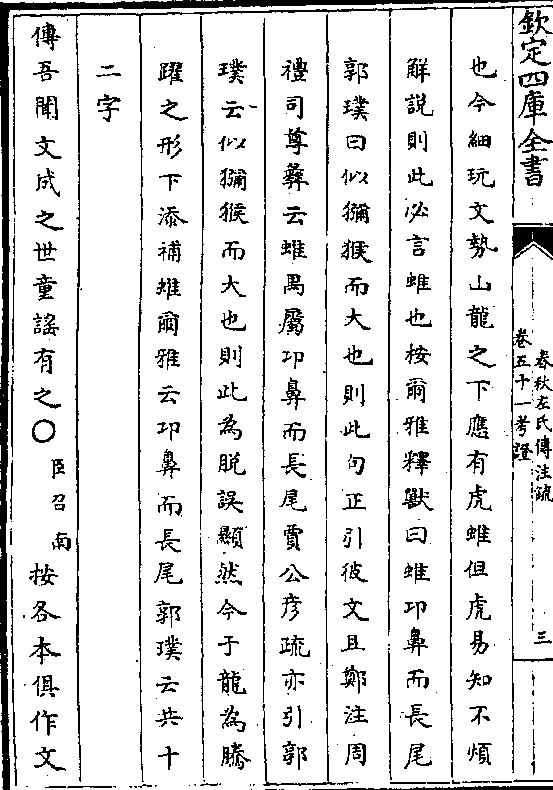 欽定四庫全書
春秋左氏傳注疏
卷五十一考證
三
也今細玩文勢山龍之下應有虎蜼但虎易知不煩
解說則此必言蜼也按爾雅釋獸曰蜼卬鼻而長尾
郭璞曰似獼猴而大也則此句正引彼文且鄭注周
禮司尊彝云蜼禺屬卬鼻而長尾賈公彦疏亦引郭
璞云似獼猴而大也則此為脫誤顯然今于龍為騰
躍之形下添補蜼爾雅云卬鼻而長尾郭璞云共十
二字
傳吾聞文成之世童謠有之○臣召南按各本俱作文